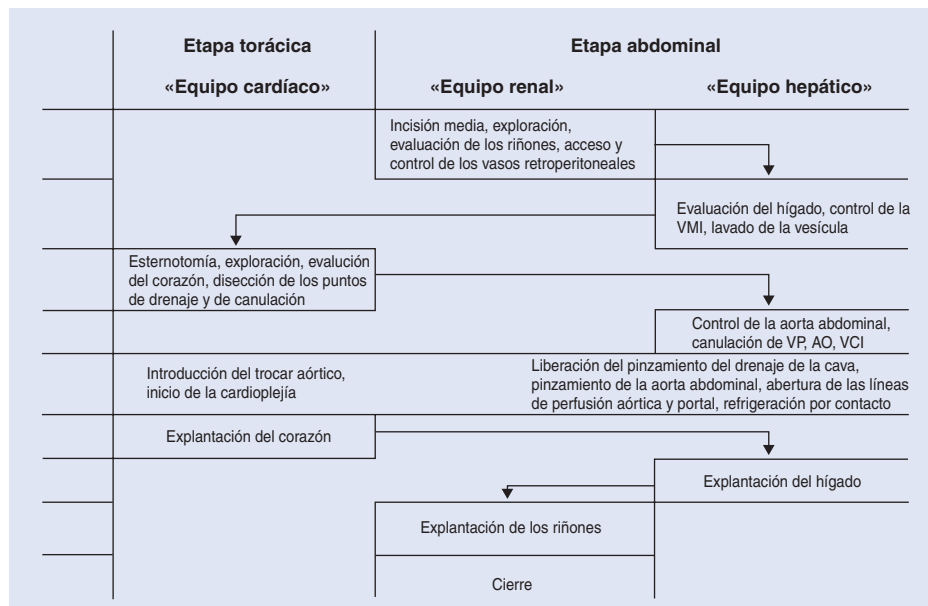 Etapa torácica
Etapa abdominal
«Equipo cardíaco»
«Equipo renal»
«Equipo hepático»
Incisión media, exploración,
evaluación de los riñones, acceso y
control de los vasos retroperitoneales
Evaluación del hígado, control de la
VMI, lavado de la vesícula
Esternotomía, exploración, evalución
del corazón, disección de los puntos
de drenaje y de canulación
Control de la aorta abdominal,
canulación de VP, AO, VCI
Introducción del trocar aórtico,
inicio de la cardioplejía
Liberación del pinzamiento del drenaje de la cava,
pinzamiento de la aorta abdominal, abertura de las líneas
de perfusión aórtica y portal, refrigeración por contacto
Explantación del corazón
Explantación del hígado
Explantación de los riñones
Cierre